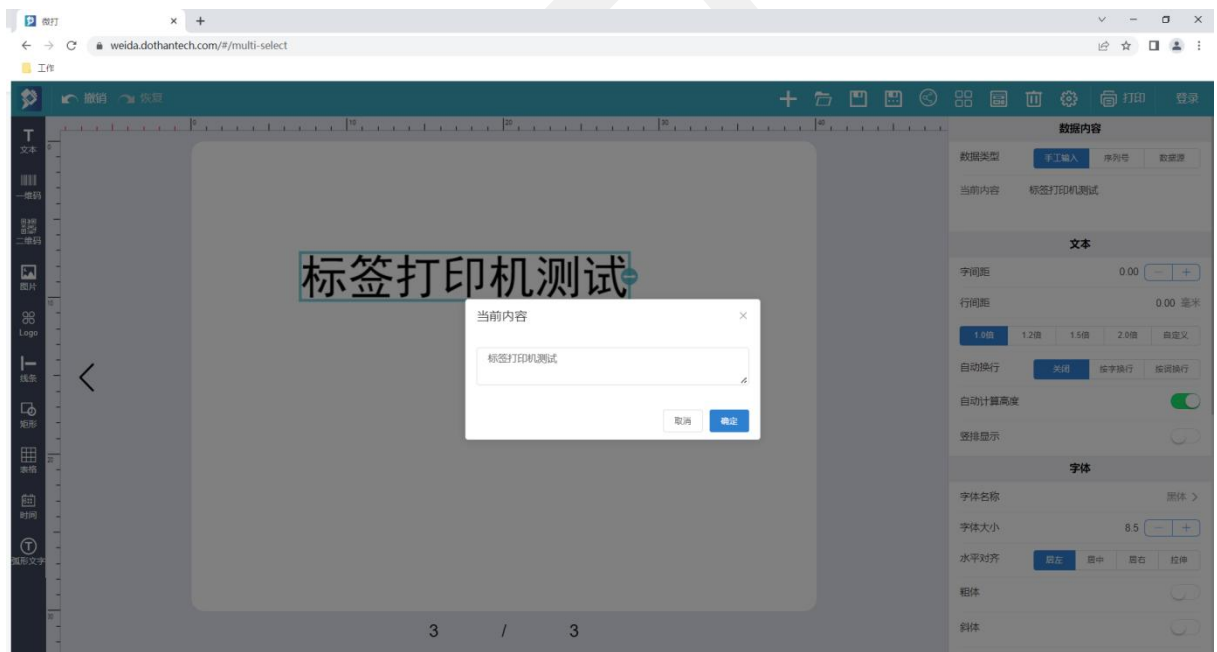 微打
weida.dothantech.com/#/multi-select
工作
撤销 恢复 打印 登录
0 10 20 30 40
T
文本
一维码
二维码
图片
Logo
线条
矩形
表格
时间
T
弧形文字
0
10
20
30
标签打印机测试
当前内容
标签打印机测试
取消 确定
3 / 3
数据内容
数据类型 手工输入 序列号 数据源
当前内容 标签打印机测试
文本
字间距 0.00 - +
行间距 0.00 毫米
1.0倍 1.2倍 1.5倍 2.0倍 自定义
自动换行 关闭 按字换行 按词换行
自动计算高度
竖排显示
字体
字体名称 黑体 >
字体大小 8.5 - +
水平对齐 居左 居中 居右 拉伸
粗体
斜体